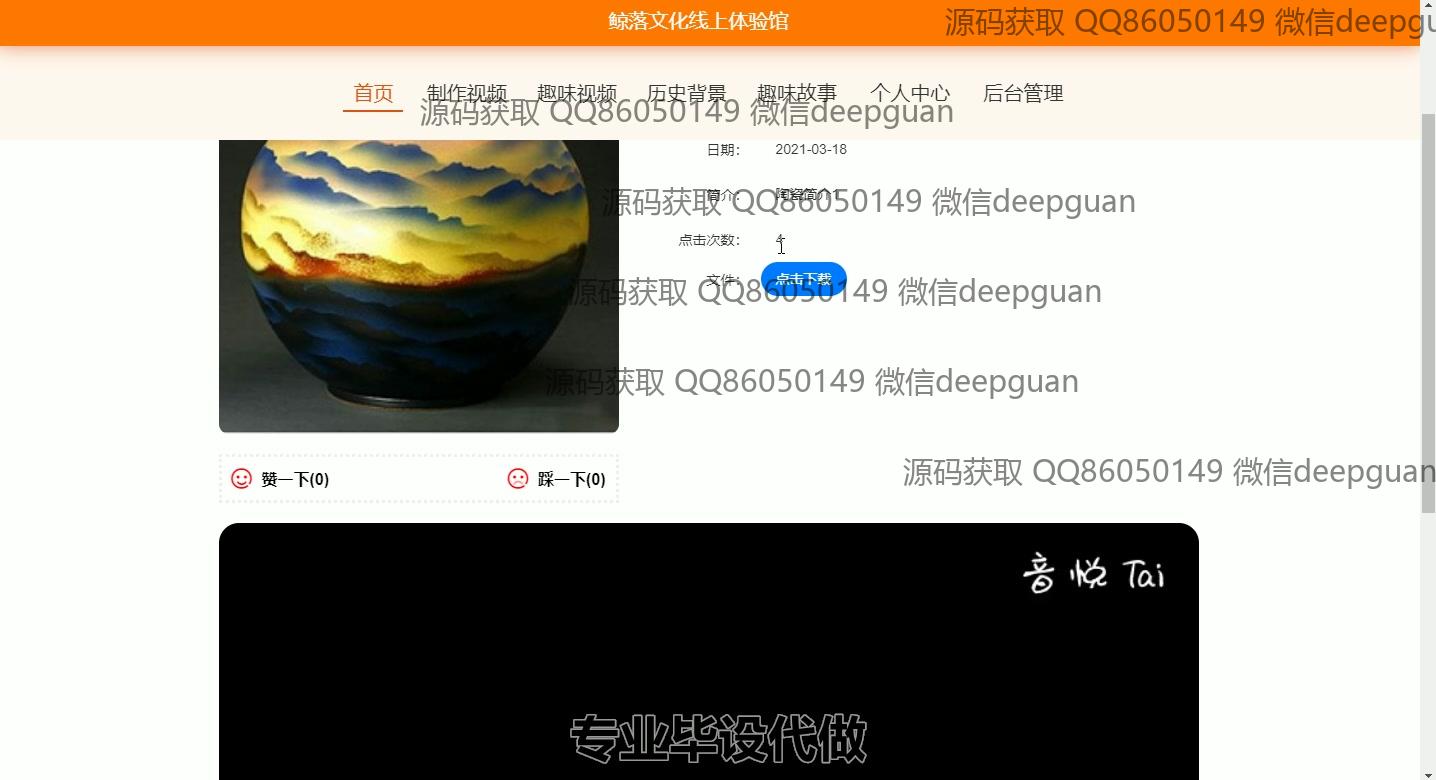 鲸落文化线上体验馆
源码获取 QQ86050149 微信deepgu
首页 制作视频 趣味视频 历史背景 趣味故事 个人中心 后台管理
源码获取 QQ86050149 微信deepguan
日期： 2021-03-18
简介： 陶瓷简介1
源码获取 QQ86050149 微信deepguan
点击次数： 4
文件： 点击下载
源码获取 QQ86050149 微信deepguan
源码获取 QQ86050149 微信deepguan
源码获取 QQ86050149 微信deepguan
赞一下(0) 踩一下(0)
音悦Tai
专业毕设代做